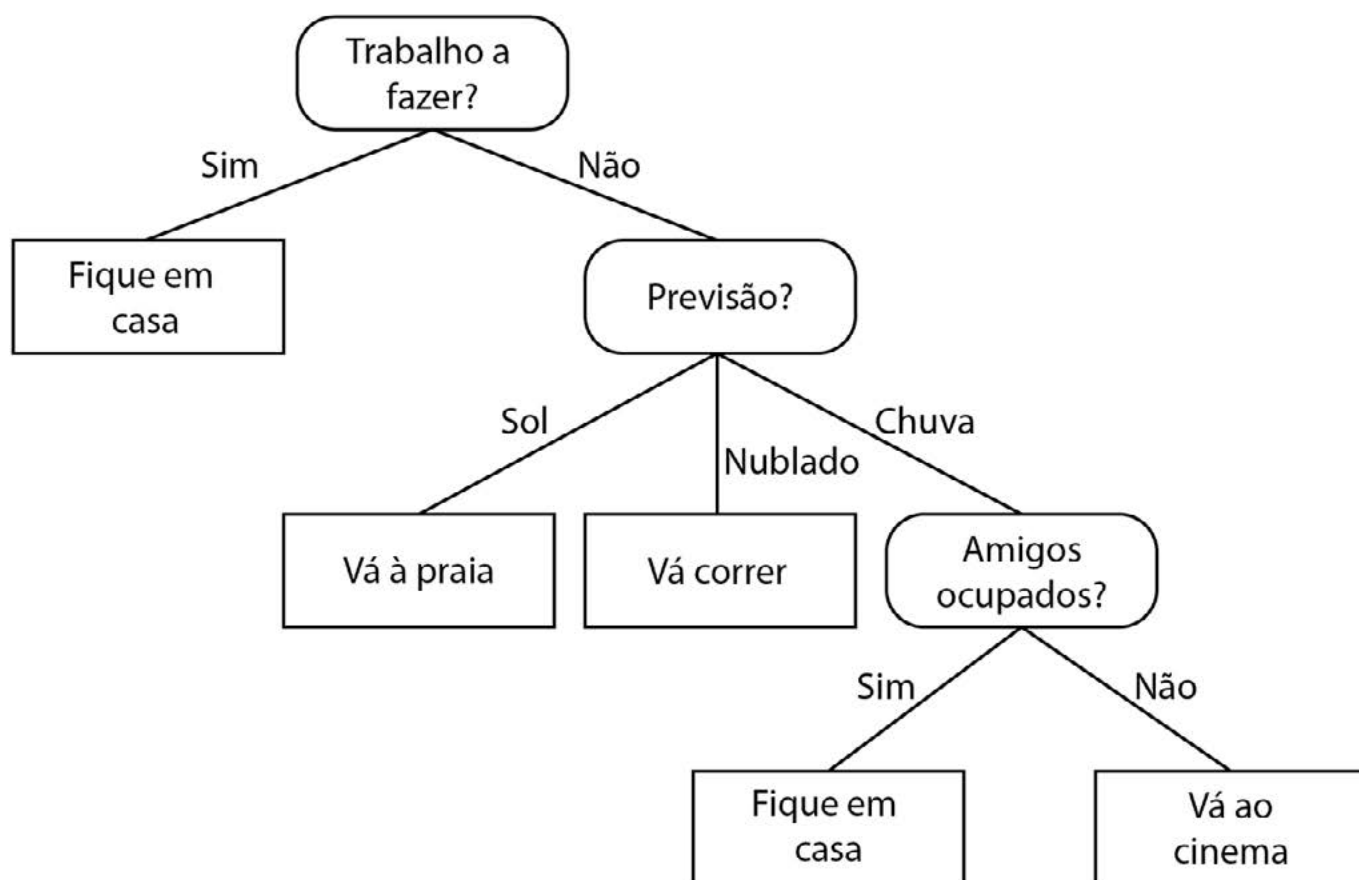 Trabalho a
fazer?
Sim
Não
Fique em
casa
Previsão?
Sol
Nublado
Chuva
Vá à praia
Vá correr
Amigos
ocupados?
Sim
Não
Fique em
casa
Vá ao
cinema